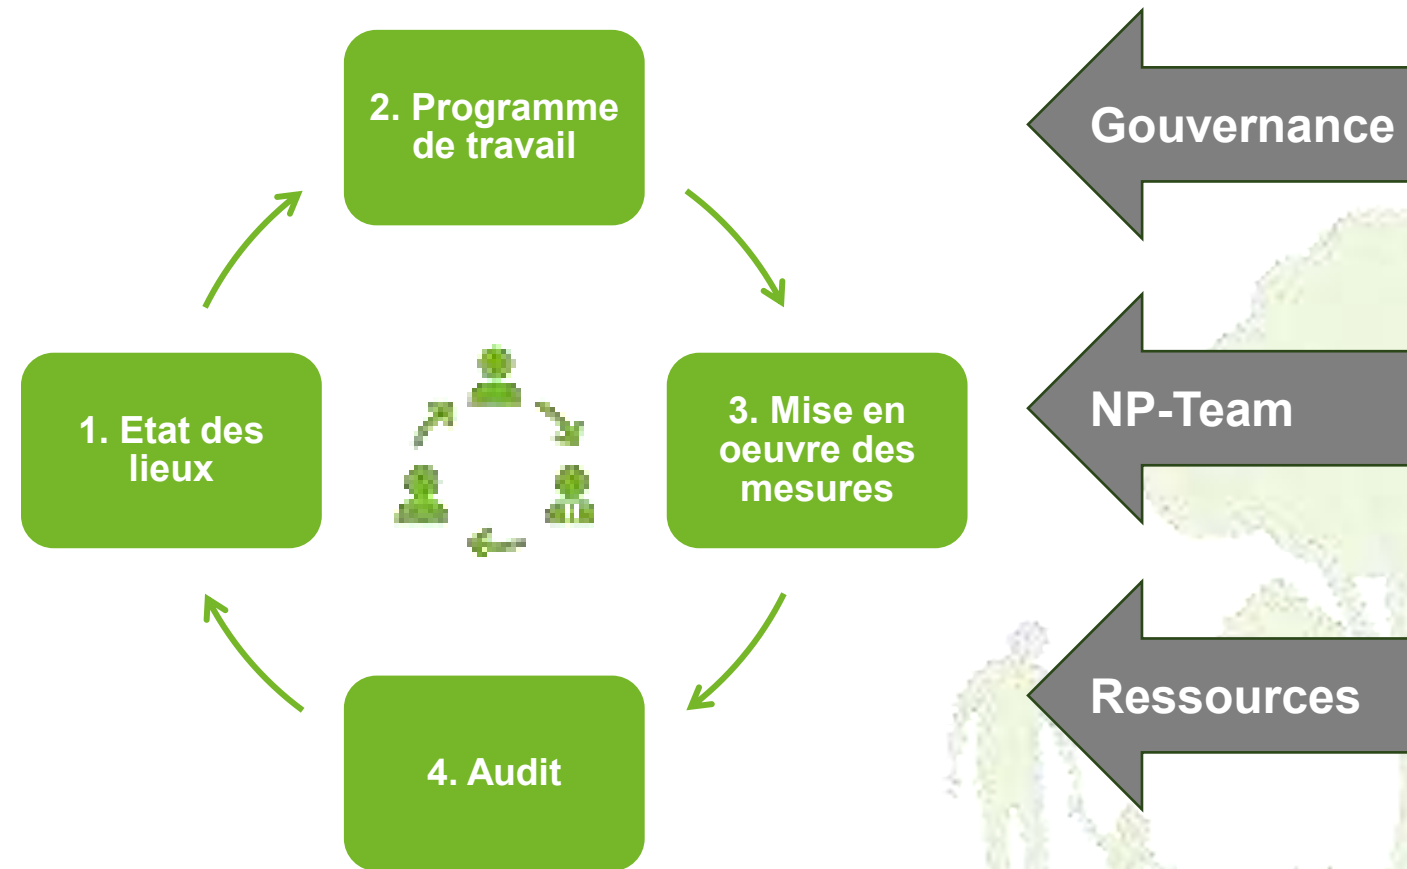 2. Programme
de travail
Gouvernance
1. Etat des
lieux
3. Mise en
oeuvre des
mesures
NP-Team
4. Audit
Ressources